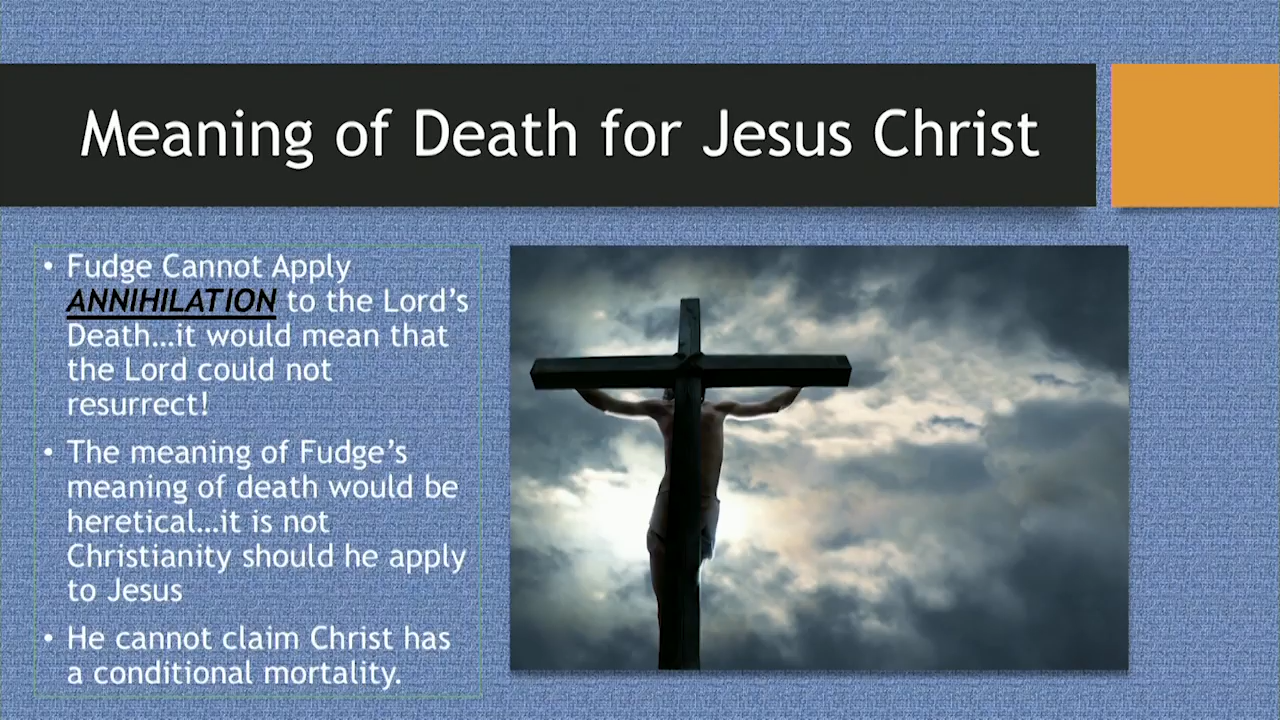 Meaning of Death for Jesus Christ
• Fudge Cannot Apply
ANNIHILATION to the Lord's
Death...it would mean that
the Lord could not
resurrect!
• The meaning of Fudge's
meaning of death would be
heretical...it is not
Christianity should he apply
to Jesus
• He cannot claim Christ has
a conditional mortality.